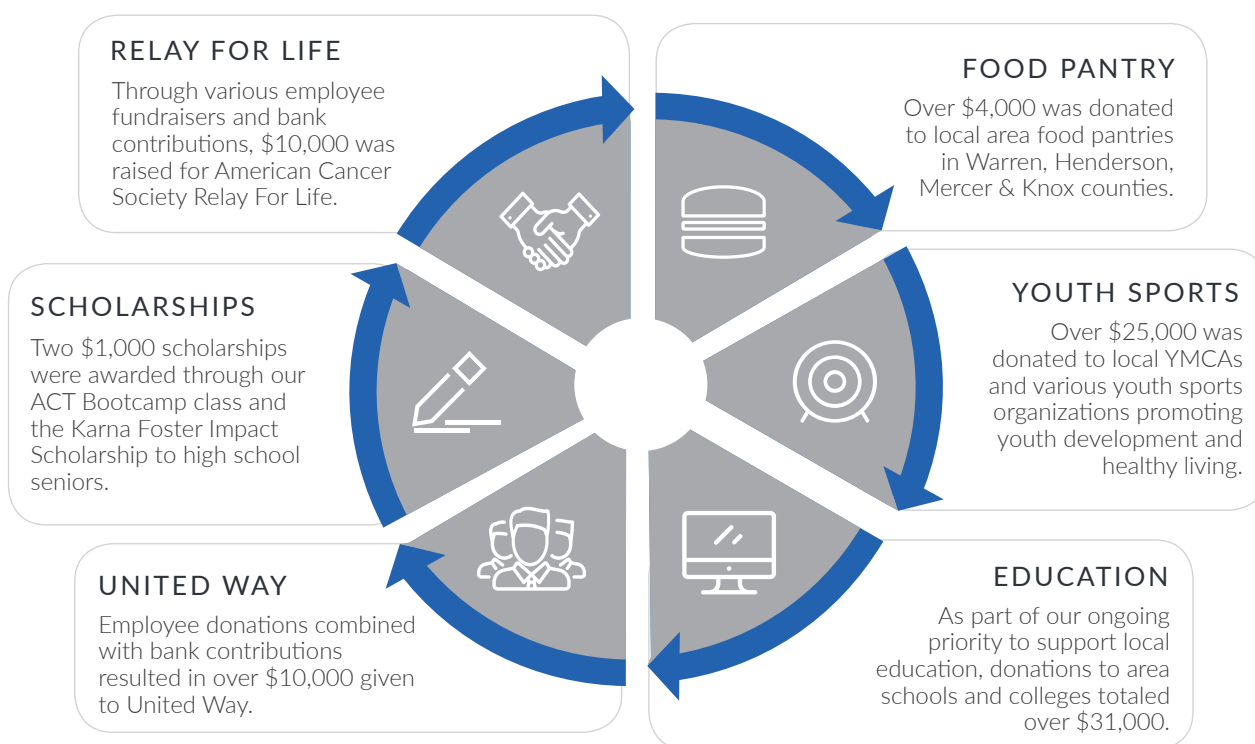 RELAY FOR LIFE
Through various employee
fundraisers and bank
contributions, $10,000 was
raised for American Cancer
Society Relay For Life.
FOOD PANTRY
Over $4,000 was donated
to local area food pantries
in Warren, Henderson,
Mercer & Knox counties.
SCHOLARSHIPS
Two $1,000 scholarships
were awarded through our
ACT Bootcamp class and
the Karna Foster Impact
Scholarship to high school
seniors.
YOUTH SPORTS
Over $25,000 was
donated to local YMCAs
and various youth sports
organizations promoting
youth development and
healthy living.
UNITED WAY
Employee donations combined
with bank contributions
resulted in over $10,000 given
to United Way.
EDUCATION
As part of our ongoing
priority to support local
education, donations to area
schools and colleges totaled
over $31,000.